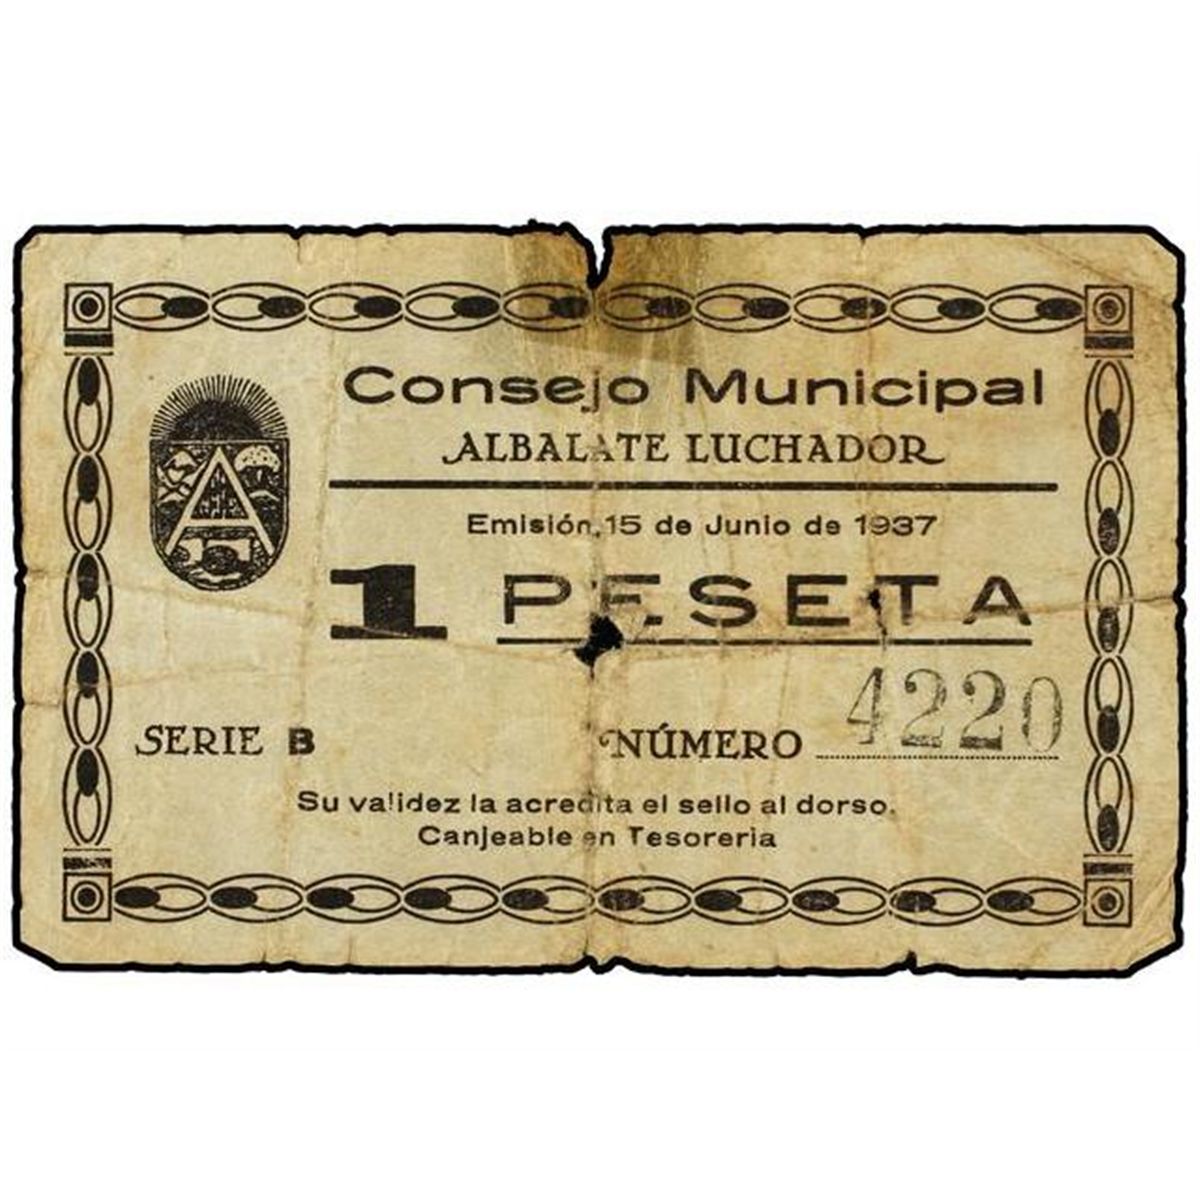 Consejo Municipal
ALBALATE LUCHADOR
Emisión, 15 de Junio de 1937
1 PESETA
4220
SERIE B NÚMERO
Su validez la acredita el sello al dorso.
Canjeable en Tesoreria
A